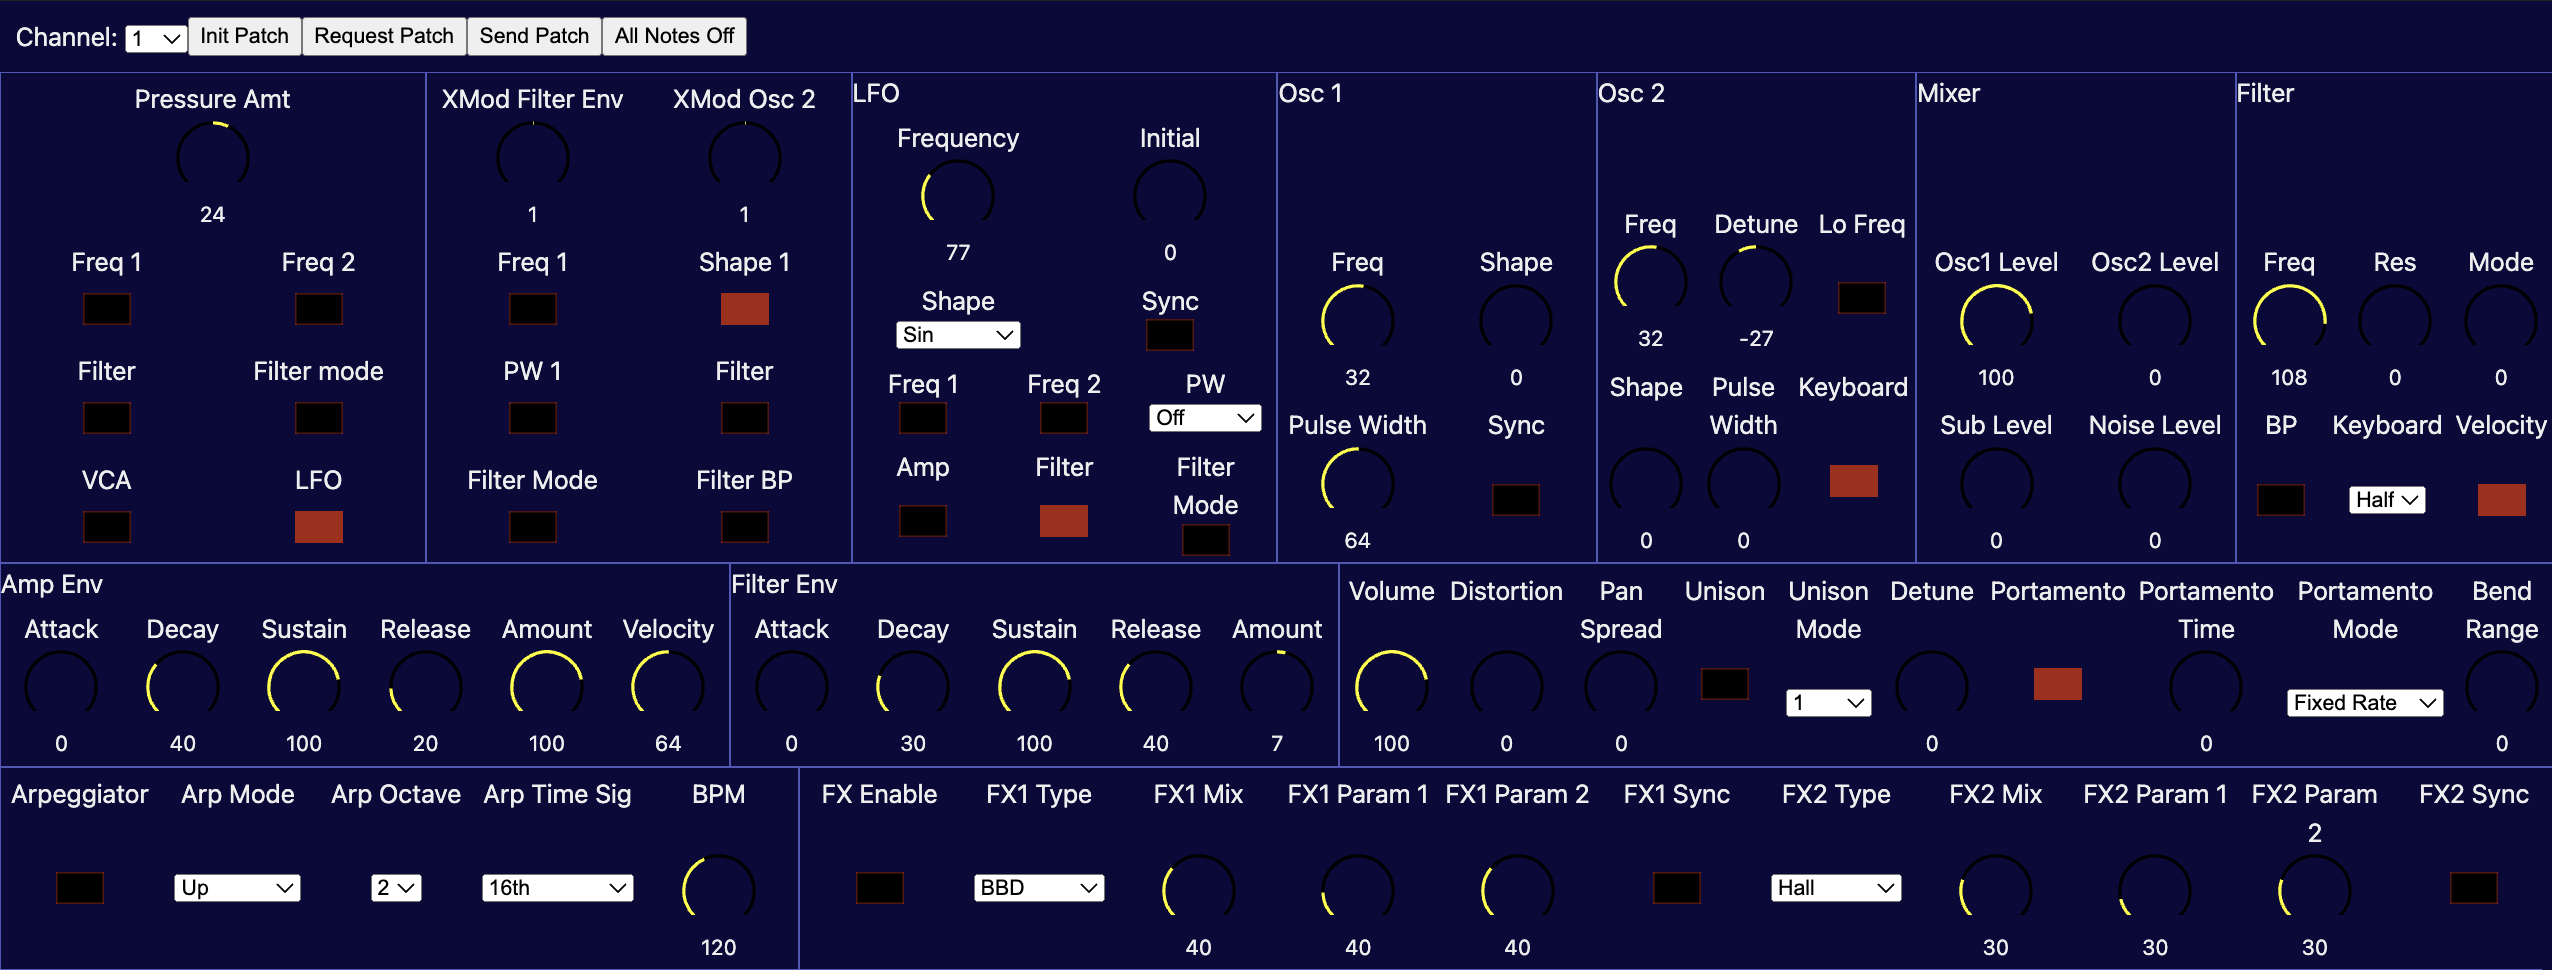 Channel: 1 Init Patch Request Patch Send Patch All Notes Off
Pressure Amt
24
Freq 1 Freq 2
Filter Filter mode
VCA LFO
XMod Filter Env XMod Osc 2
1 1
Freq 1 Shape 1
PW 1 Filter
Filter Mode Filter BP
LFO
Frequency Initial
77 0
Shape Sync
Sin
Freq 1 Freq 2 PW
Off
Amp Filter Filter
Mode
Osc 1
Freq Shape
32 0
Pulse Width Sync
64
Osc 2
Freq Detune Lo Freq
32 -27
Shape Pulse Keyboard
Width
0 0
Mixer
Osc1 Level Osc2 Level
100 0
Sub Level Noise Level
0 0
Filter
Freq Res Mode
108 0 0
BP Keyboard Velocity
Half
Amp Env
Attack Decay Sustain Release Amount Velocity
0 40 100 20 100 64
Filter Env
Attack Decay Sustain Release Amount
0 30 100 40 7
Volume Distortion Pan Unison Unison Detune Portamento Portamento Portamento Bend
Spread Mode Time Mode Range
1 Fixed Rate
100 0 0 0 0 0
Arpeggiator Arp Mode Arp Octave Arp Time Sig BPM
Up 2 16th
120
FX Enable FX1 Type FX1 Mix FX1 Param 1 FX1 Param 2 FX1 Sync FX2 Type FX2 Mix FX2 Param 1 FX2 Param FX2 Sync
2
BBD Hall
40 40 40 30 30 30